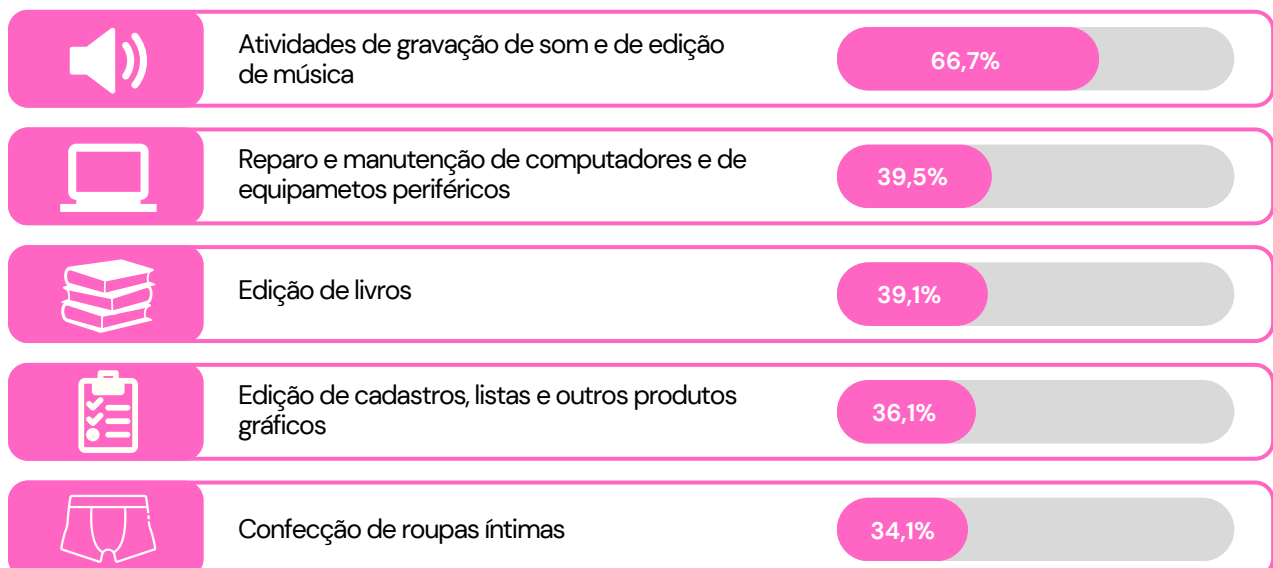 Atividades de gravação de som e de edição
de música
66,7%
Reparo e manutenção de computadores e de
equipametos periféricos
39,5%
Edição de livros
39,1%
Edição de cadastros, listas e outros produtos
gráficos
36,1%
Confecção de roupas íntimas
34,1%